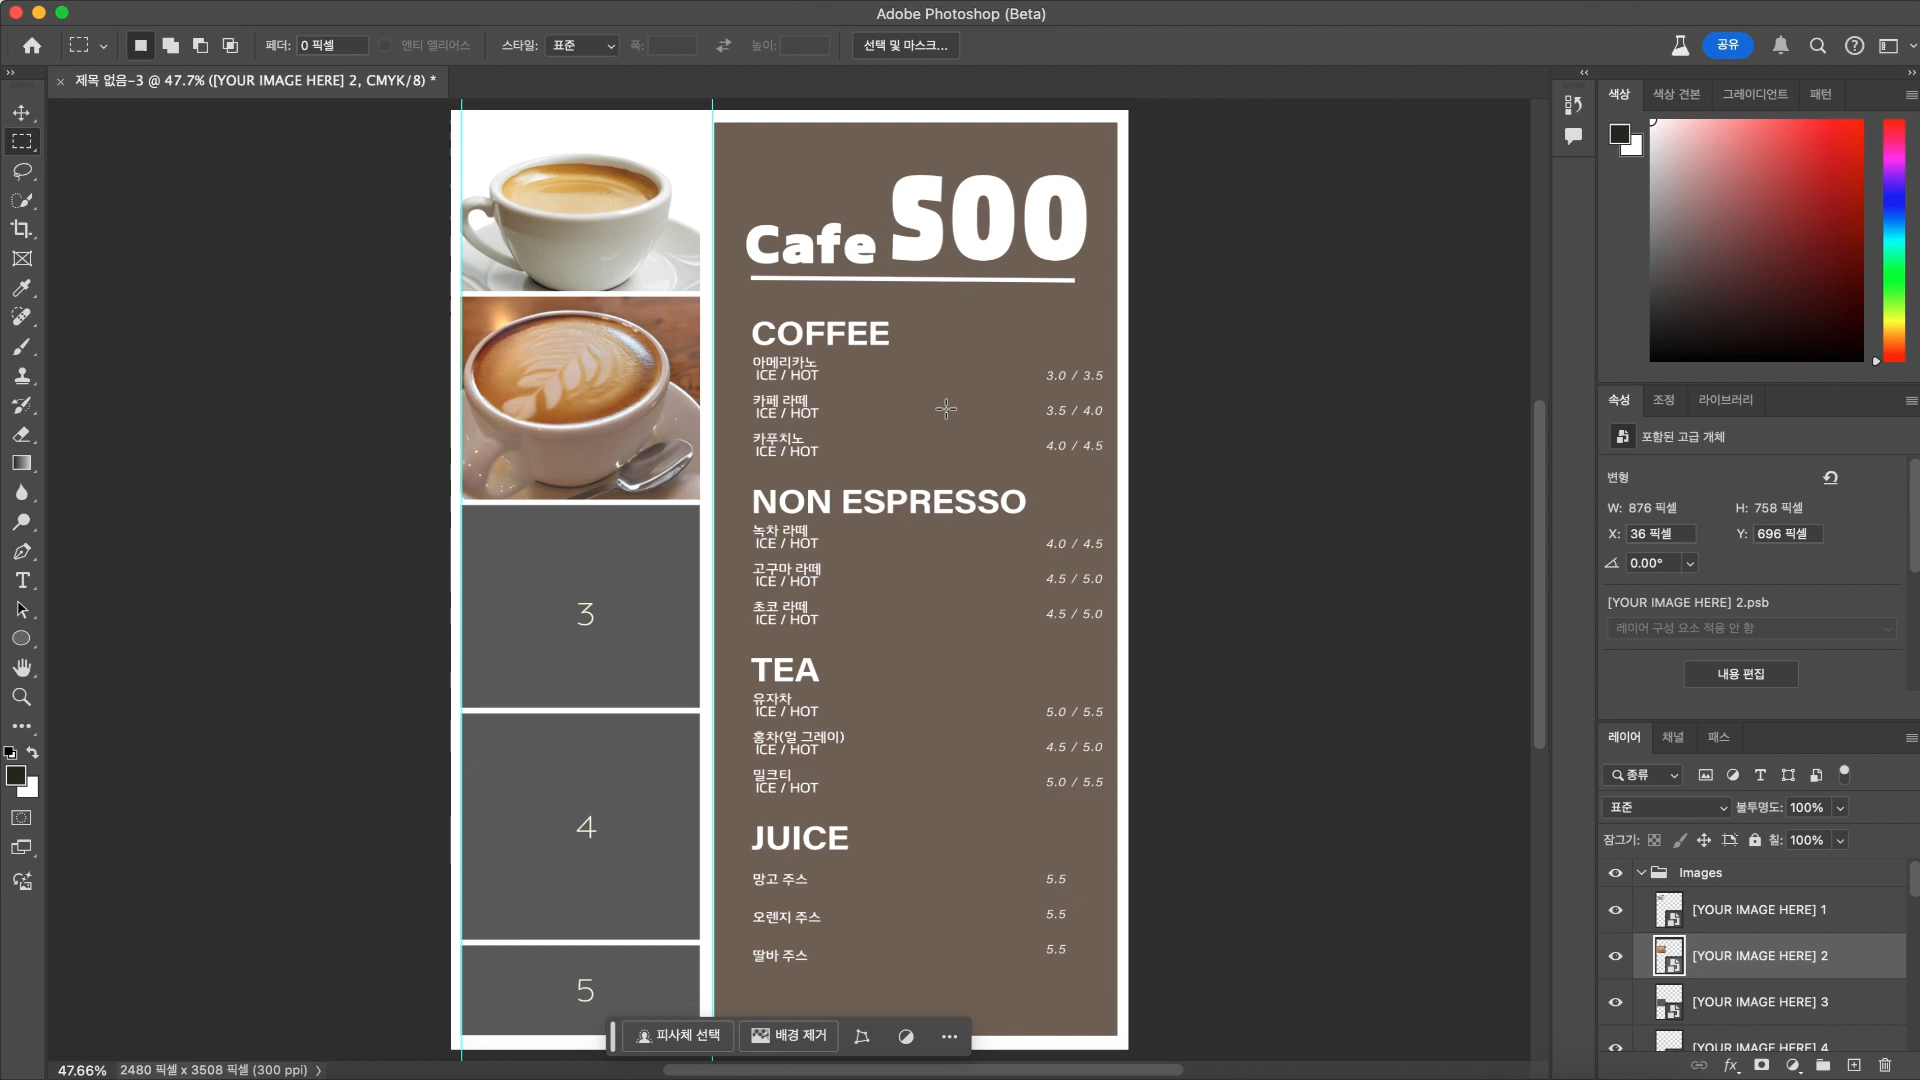 Adobe Photoshop (Beta)
페더: 0 픽셀 앤티 앨리어스 스타일: 표준 폭: 높이: 선택 및 마스크... 공유
제목 없음-3 @ 47.7% ([YOUR IMAGE HERE] 2, CMYK/8) *
색상 색상 견본 그레이디언트 패턴
Cafe SOO
COFFEE
아메리카노
ICE / HOT 3.0 / 3.5
카페 라떼
ICE / HOT 3.5 / 4.0
카푸치노
ICE / HOT 4.0 / 4.5
NON ESPRESSO
녹차 라떼
ICE / HOT 4.0 / 4.5
고구마 라떼
ICE / HOT 4.5 / 5.0
초코 라떼
ICE / HOT 4.5 / 5.0
TEA
유자차
ICE / HOT 5.0 / 5.5
홍차(얼 그레이)
ICE / HOT 4.5 / 5.0
밀크티
ICE / HOT 5.0 / 5.5
JUICE
망고 주스 5.5
오렌지 주스 5.5
딸바 주스 5.5
3
4
5
피사체 선택 배경 제거
47.66% 2480 픽셀 x 3508 픽셀 (300 ppi)
속성 조정 라이브러리
포함된 고급 개체
변형
W: 876 픽셀 H: 758 픽셀
X: 36 픽셀 Y: 696 픽셀
0.00°
[YOUR IMAGE HERE] 2.psb
레이어 구성 요소 적용 안 함
내용 편집
레이어 채널 패스
종류
표준 불투명도: 100%
잠그기: 칠: 100%
Images
[YOUR IMAGE HERE] 1
[YOUR IMAGE HERE] 2
[YOUR IMAGE HERE] 3
[YOUR IMAGE HERE] 4
fx